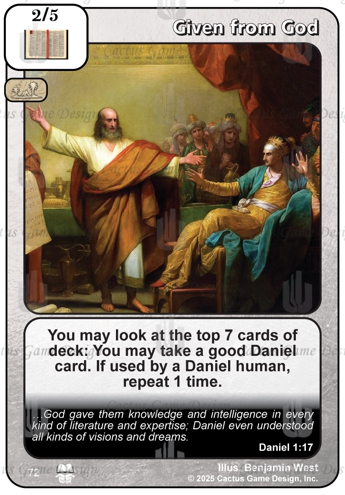 2/5
Given from God
You may look at the top 7 cards of
deck: You may take a good Daniel
card. If used by a Daniel human,
repeat 1 time.
...God gave them knowledge and intelligence in every
kind of literature and expertise; Daniel even understood
all kinds of visions and dreams.
Daniel 1:17
72
Illus. Benjamin West
© 2025 Cactus Game Design, Inc.